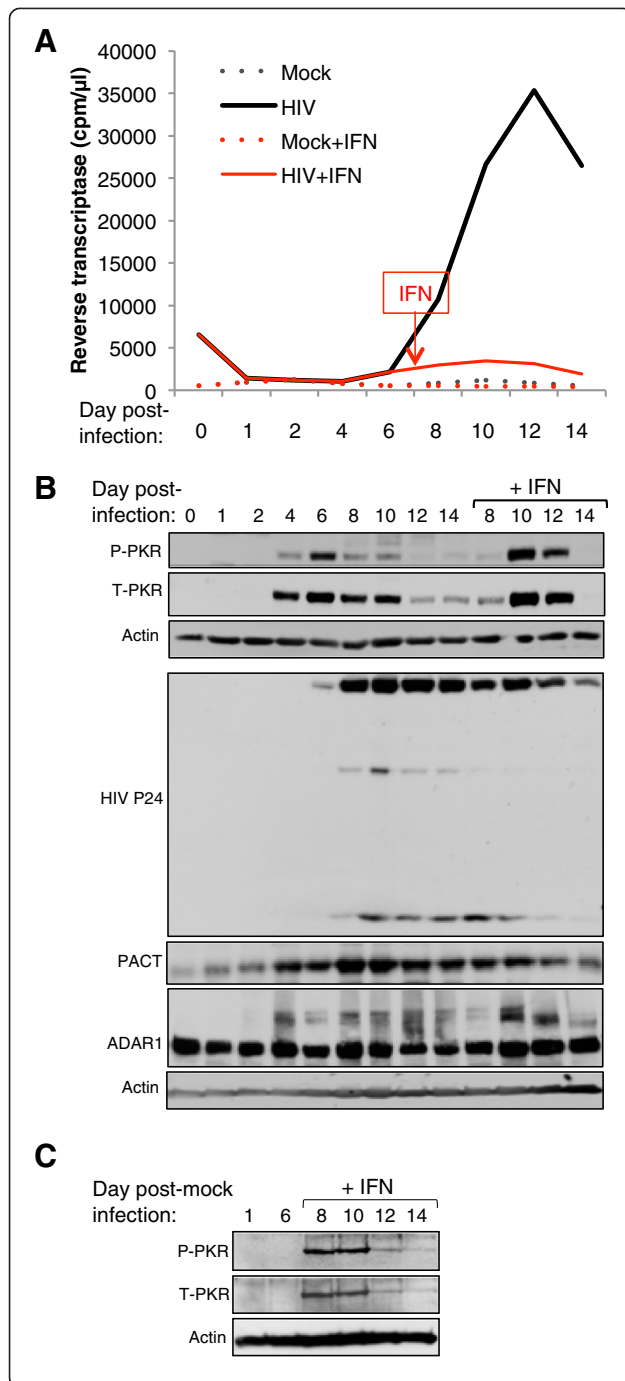 A
Reverse transcriptase (cpm/µl)
40000
35000
30000
25000
20000
15000
10000
5000
0
Mock
HIV
Mock+IFN
HIV+IFN
IFN
Day post-
infection: 0 1 2 4 6 8 10 12 14
B
Day post- + IFN
infection: 0 1 2 4 6 8 10 12 14 8 10 12 14
P-PKR
T-PKR
Actin
HIV P24
PACT
ADAR1
Actin
C
Day post-mock + IFN
infection: 1 6 8 10 12 14
P-PKR
T-PKR
Actin